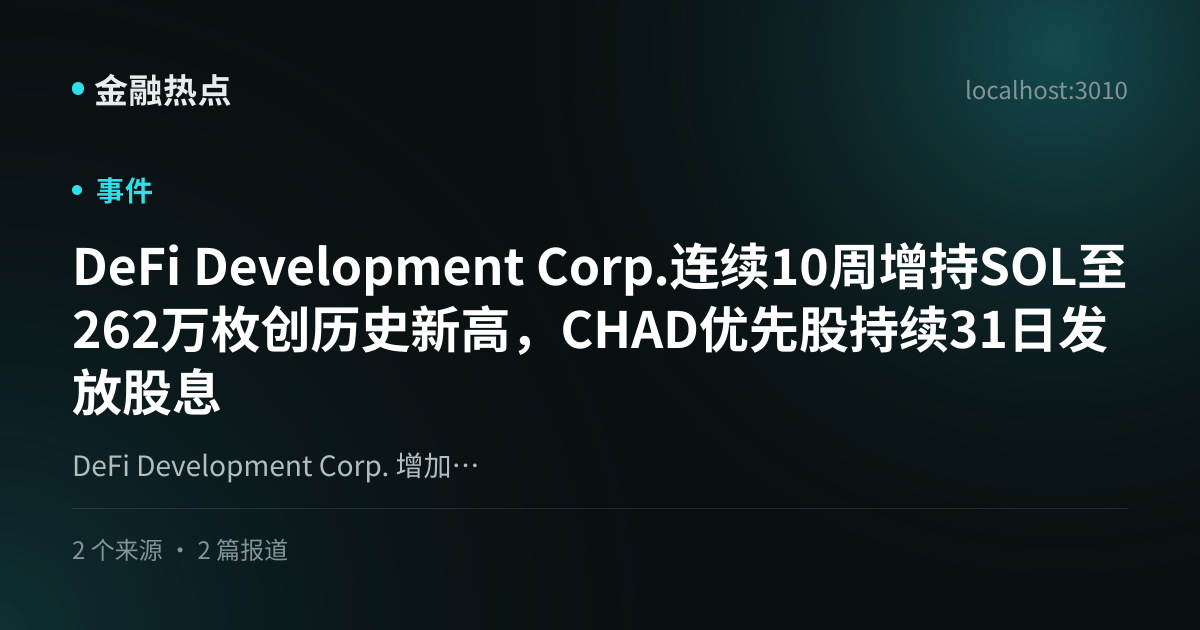 金融热点
localhost:3010
事件
DeFi Development Corp.连续10周增持SOL至
262万枚创历史新高，CHAD优先股持续31日发
放股息
DeFi Development Corp. 增加…
2 个来源 · 2 篇报道